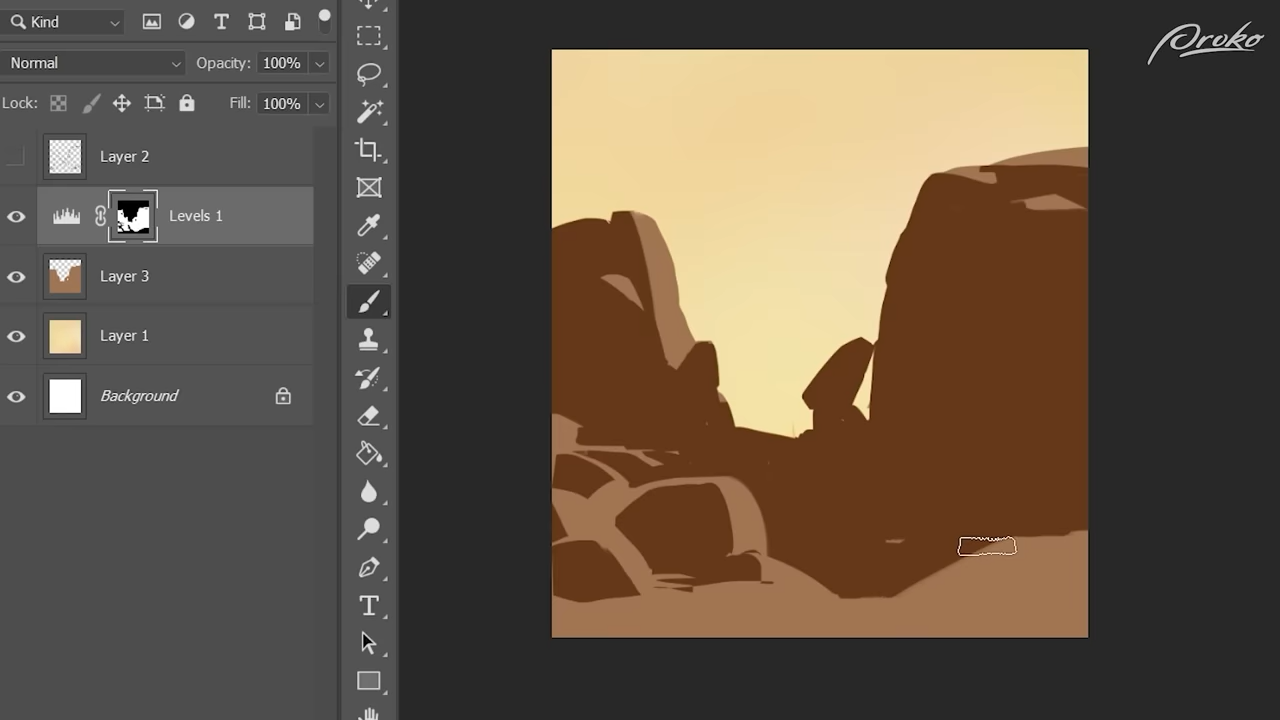 Kind
Normal
Opacity: 100%
Lock:
Fill: 100%
Layer 2
Levels 1
Layer 3
Layer 1
Background
Proko